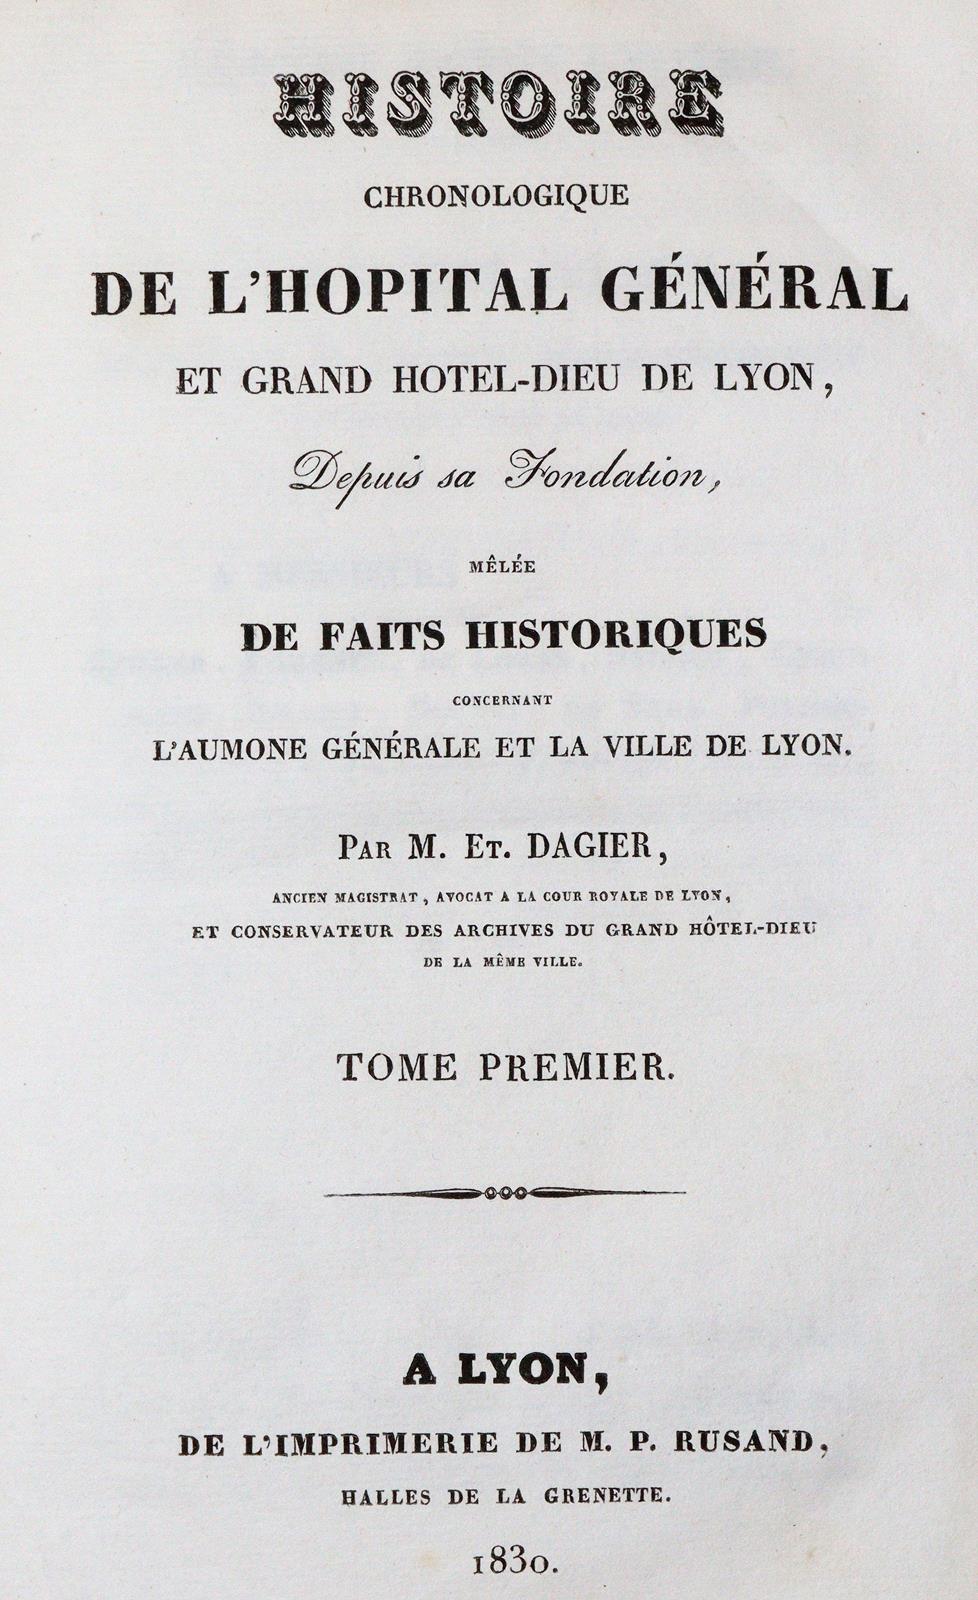 HISTOIRE
CHRONOLOGIQUE
DE L'HOPITAL GÉNÉRAL
ET GRAND HOTEL-DIEU DE LYON,
Depuis sa Fondation,
MÊLÉE
DE FAITS HISTORIQUES
CONCERNANT
L'AUMONE GÉNÉRALE ET LA VILLE DE LYON.
PAR M. ET. DAGIER,
ANCIEN MAGISTRAT, AVOCAT A LA COUR ROYALE DE LYON,
ET CONSERVATEUR DES ARCHIVES DU GRAND HÔTEL-DIEU
DE LA MÊME VILLE.
TOME PREMIER.
A LYON,
DE L'IMPRIMERIE DE M. P. RUSAND,
HALLES DE LA GRENETTE.
1830.